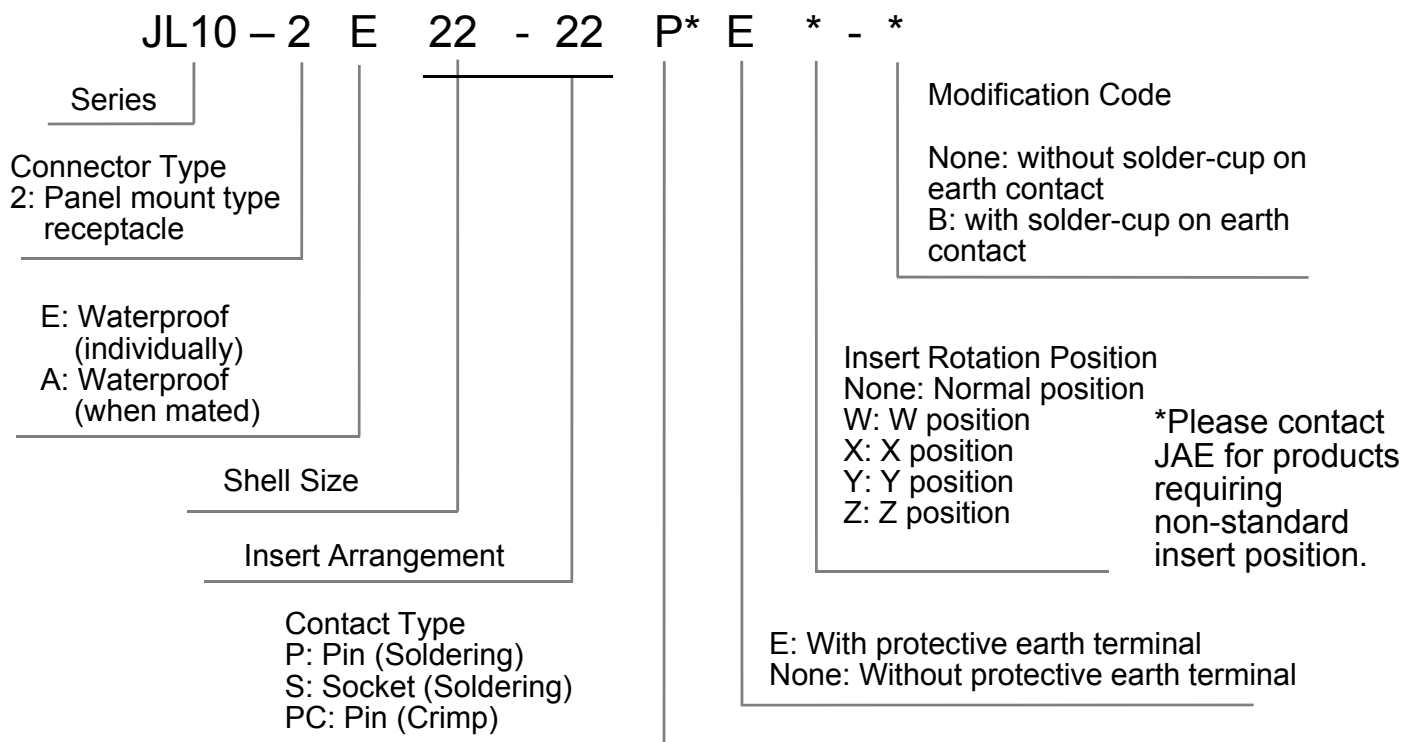 JL10 – 2 E 22 - 22 P* E * - *
Series
Connector Type
2: Panel mount type
receptacle
E: Waterproof
(individually)
A: Waterproof
(when mated)
Shell Size
Insert Arrangement
Contact Type
P: Pin (Soldering)
S: Socket (Soldering)
PC: Pin (Crimp)
E: With protective earth terminal
None: Without protective earth terminal
Insert Rotation Position
None: Normal position
W: W position
X: X position
Y: Y position
Z: Z position
*Please contact
JAE for products
requiring
non-standard
insert position.
Modification Code
None: without solder-cup on
earth contact
B: with solder-cup on earth
contact